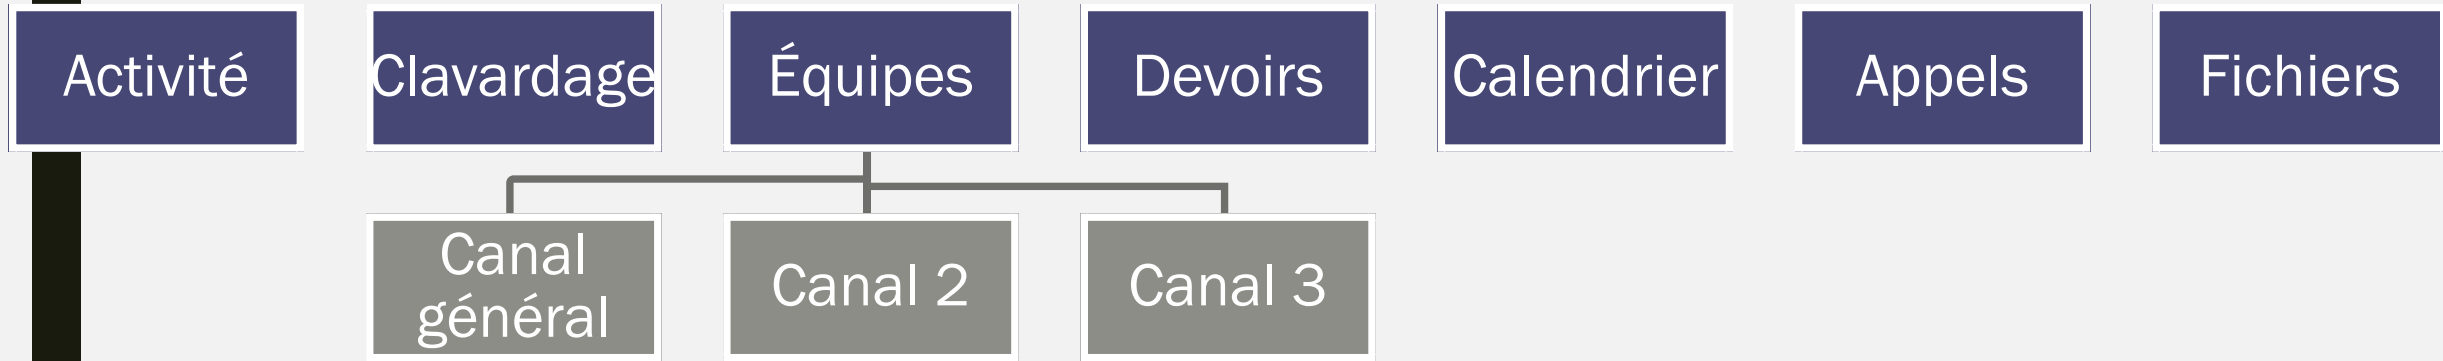 Activité
Clavardage
Équipes
Devoirs
Calendrier
Appels
Fichiers
Canal
général
Canal 2
Canal 3